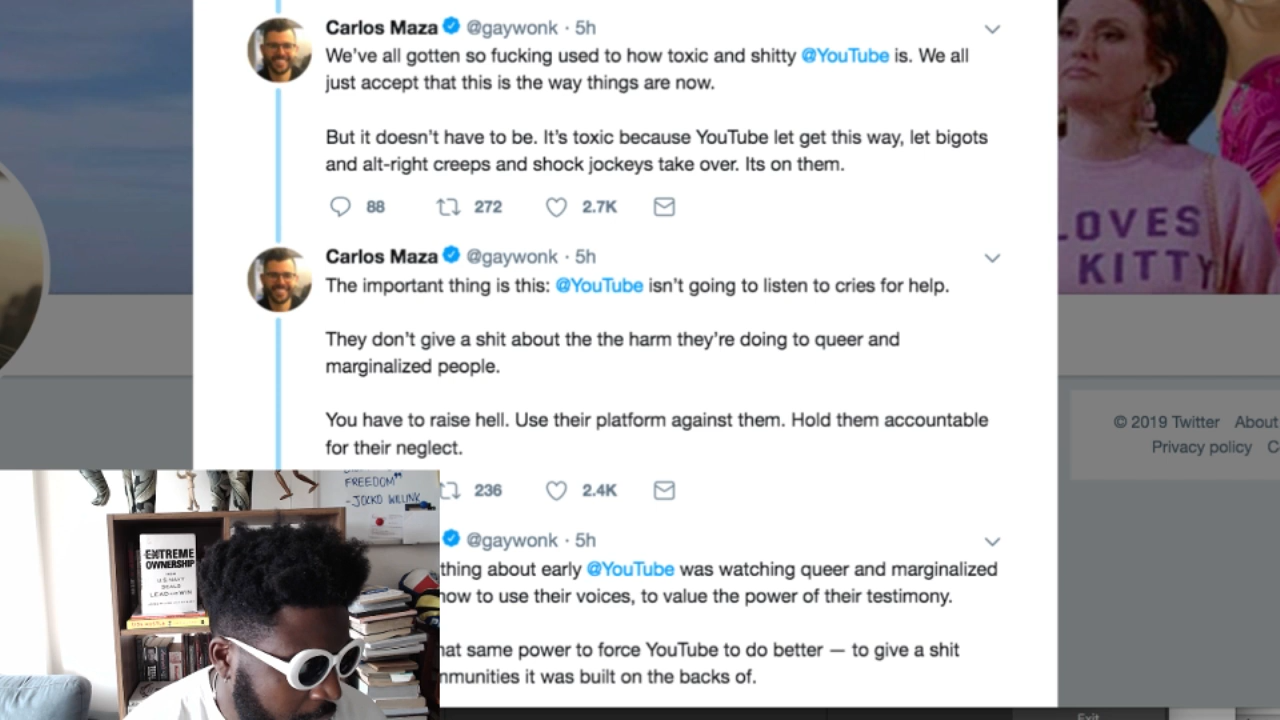 Carlos Maza @gaywonk · 5h
We've all gotten so fucking used to how toxic and shitty @YouTube is. We all
just accept that this is the way things are now.
But it doesn't have to be. It's toxic because YouTube let get this way, let bigots
and alt-right creeps and shock jockeys take over. Its on them.
88 272 2.7K
Carlos Maza @gaywonk · 5h
The important thing is this: @YouTube isn't going to listen to cries for help.
They don't give a shit about the the harm they're doing to queer and
marginalized people.
You have to raise hell. Use their platform against them. Hold them accountable
for their neglect.
236 2.4K
@gaywonk · 5h
thing about early @YouTube was watching queer and marginalized
how to use their voices, to value the power of their testimony.
at same power to force YouTube to do better — to give a shit
mmunities it was built on the backs of.
LOVES
KITTY
© 2019 Twitter About
Privacy policy C
FREEDOM"
-JOCKO WILLINK
EXTREME
OWNERSHIP
U.S. NAVY
SEALS
LEAD AND WIN
Exit